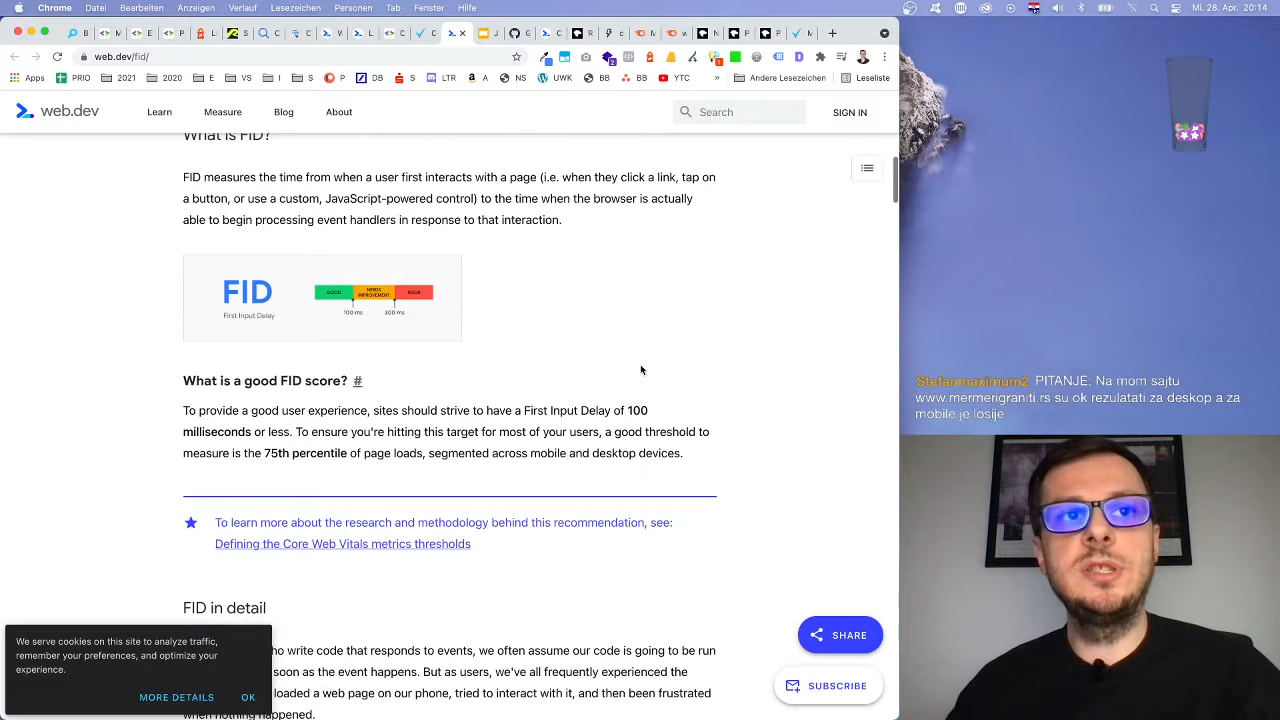 Chrome Datei Bearbeiten Anzeigen Verlauf Lesezeichen Personen Tab Fenster Hilfe
Mi. 28. Apr. 20:14
web.dev/fid/
Apps PRIO 2021 2020 E VS S P DB S LTR A NS UWK BB BB YTC » Andere Lesezeichen Leseliste
web.dev Learn Measure Blog About Search SIGN IN
What is FID?
FID measures the time from when a user first interacts with a page (i.e. when they click a link, tap on
a button, or use a custom, JavaScript-powered control) to the time when the browser is actually
able to begin processing event handlers in response to that interaction.
FID
First Input Delay
GOOD NEEDS IMPROVEMENT POOR
100 ms 300 ms
What is a good FID score? #
To provide a good user experience, sites should strive to have a First Input Delay of 100
milliseconds or less. To ensure you're hitting this target for most of your users, a good threshold to
measure is the 75th percentile of page loads, segmented across mobile and desktop devices.
To learn more about the research and methodology behind this recommendation, see:
Defining the Core Web Vitals metrics thresholds
FID in detail
ho write code that responds to events, we often assume our code is going to be run
soon as the event happens. But as users, we've all frequently experienced the
loaded a web page on our phone, tried to interact with it, and then been frustrated
when nothing happened.
We serve cookies on this site to analyze traffic,
remember your preferences, and optimize your
experience.
MORE DETAILS OK
SHARE
SUBSCRIBE
Stefanmaximum2 PITANJE. Na mom sajtu
www.mermerigraniti.rs su ok rezulatati za deskop a za
mobile je losije